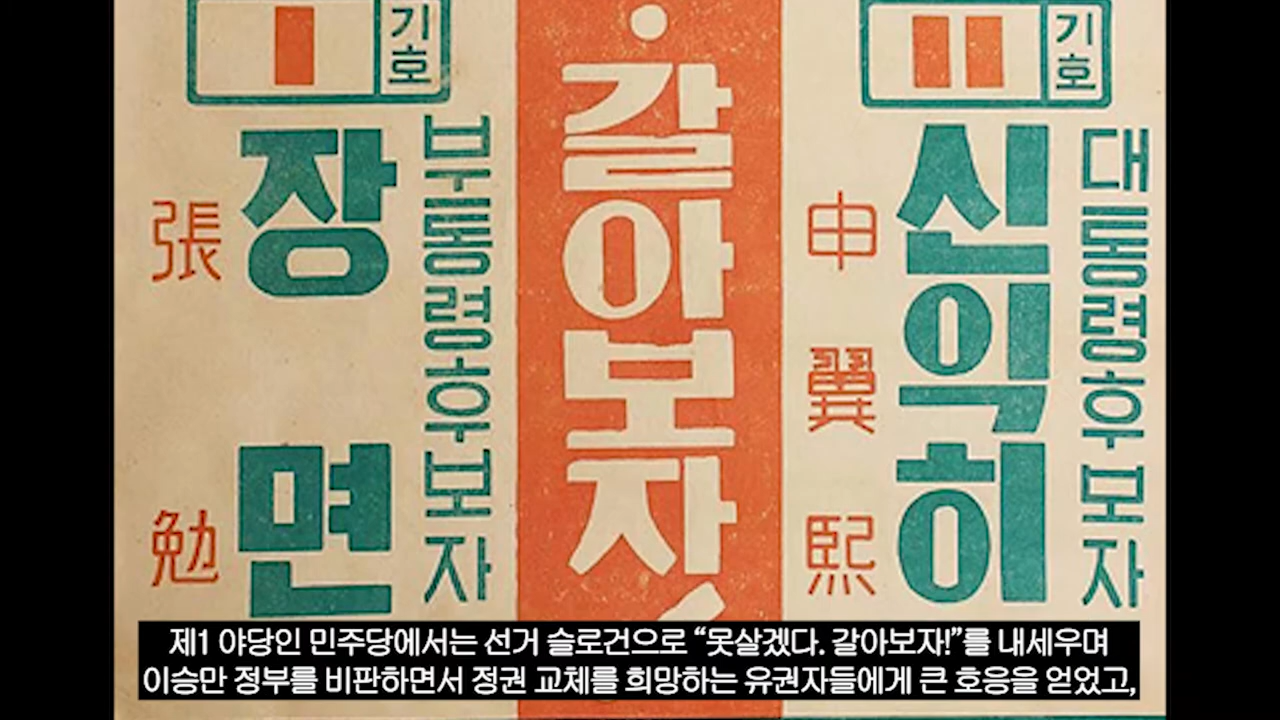 기호
II
대통령후보자
신익희
申翼熙
갈아보자!
기호
I
부통령후보자
장면
張勉
제1 야당인 민주당에서는 선거 슬로건으로 “못살겠다. 갈아보자!”를 내세우며
이승만 정부를 비판하면서 정권 교체를 희망하는 유권자들에게 큰 호응을 얻었고,